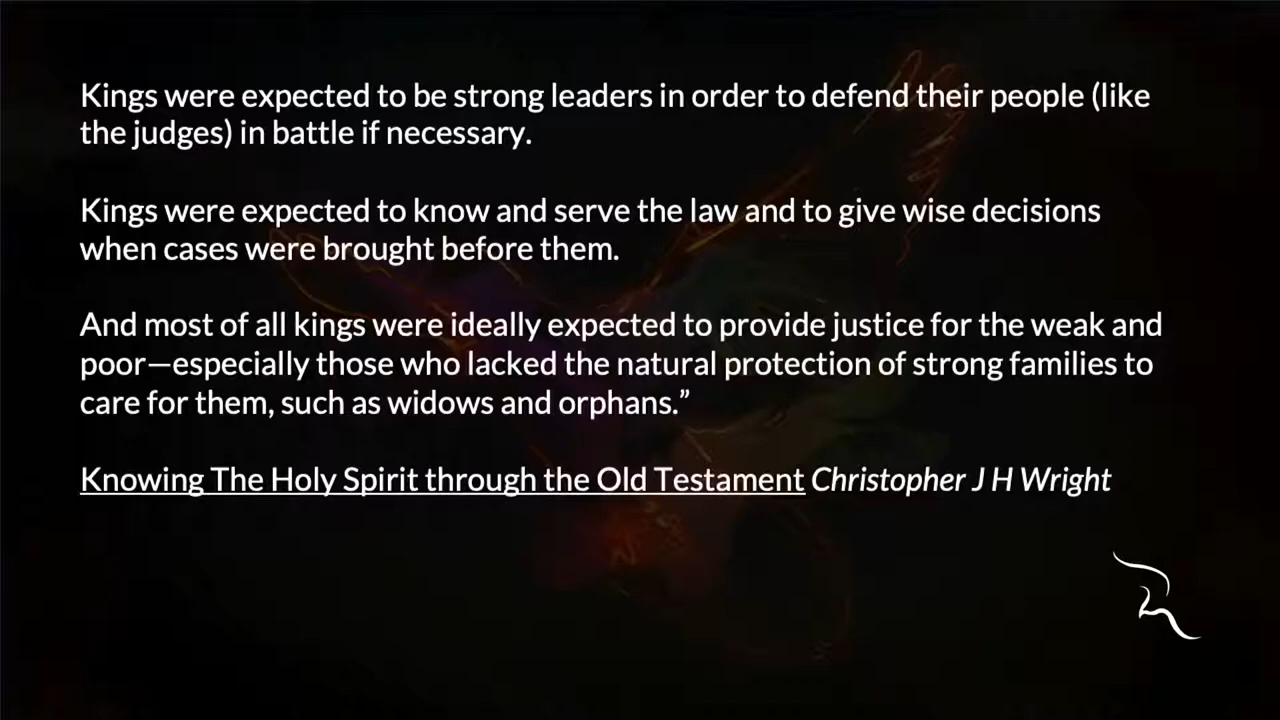 Kings were expected to be strong leaders in order to defend their people (like
the judges) in battle if necessary.
Kings were expected to know and serve the law and to give wise decisions
when cases were brought before them.
And most of all kings were ideally expected to provide justice for the weak and
poor—especially those who lacked the natural protection of strong families to
care for them, such as widows and orphans.”
Knowing The Holy Spirit through the Old Testament Christopher J H Wright